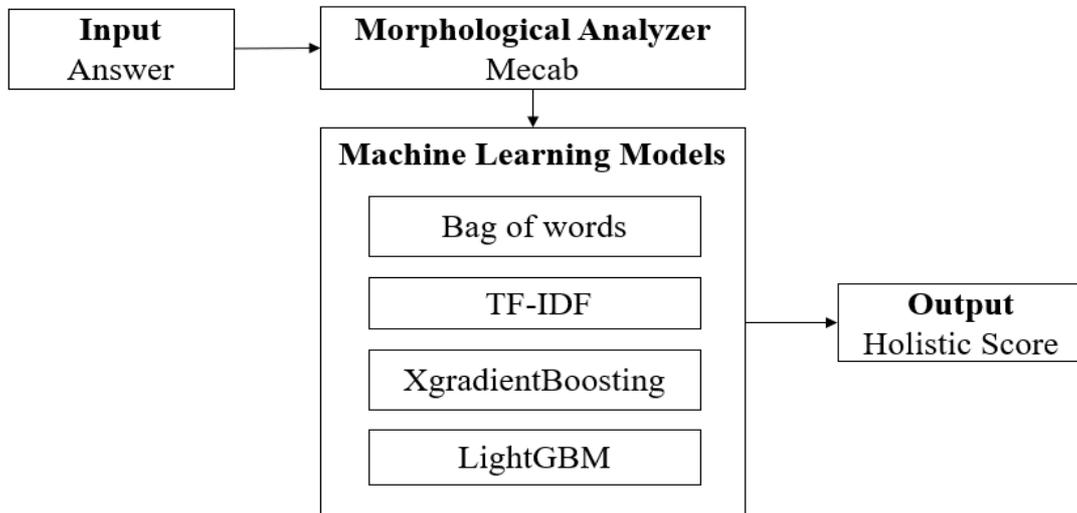 Input
Answer
Morphological Analyzer
Mecab
Machine Learning Models
Bag of words
TF-IDF
XgradientBoosting
LightGBM
Output
Holistic Score